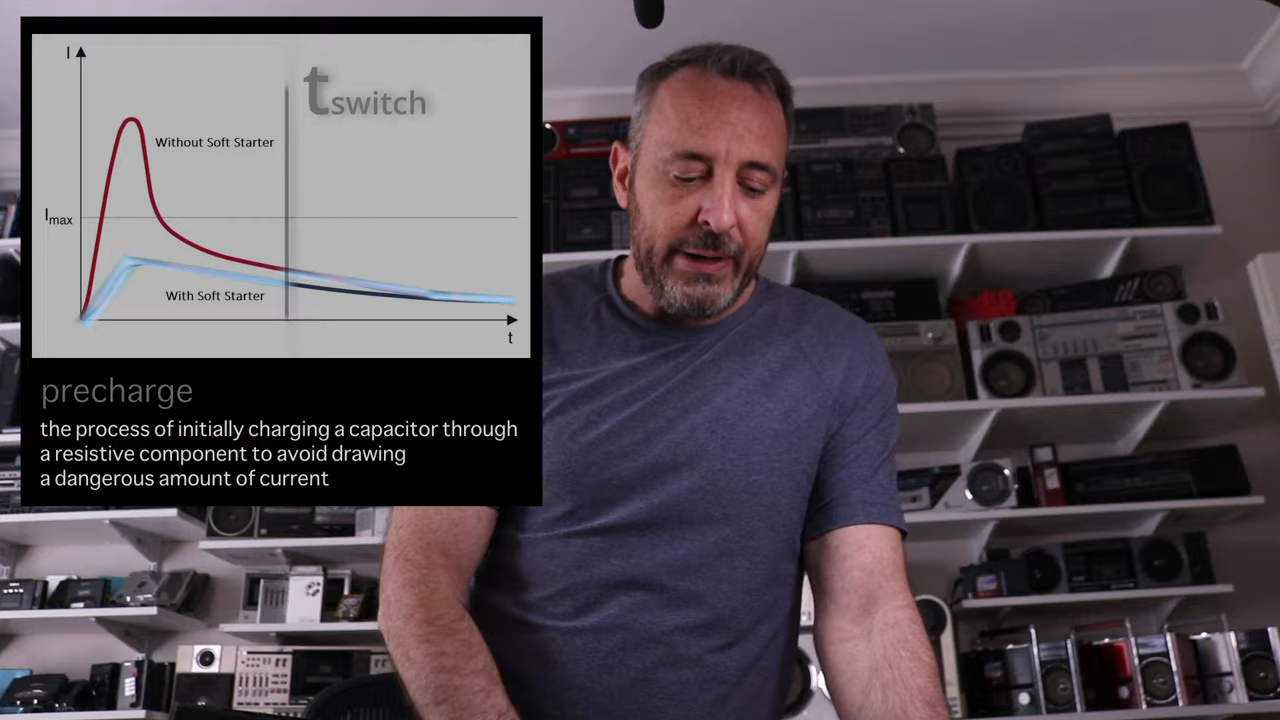 I
tswitch
Without Soft Starter
Imax
With Soft Starter
t
precharge
the process of initially charging a capacitor through
a resistive component to avoid drawing
a dangerous amount of current